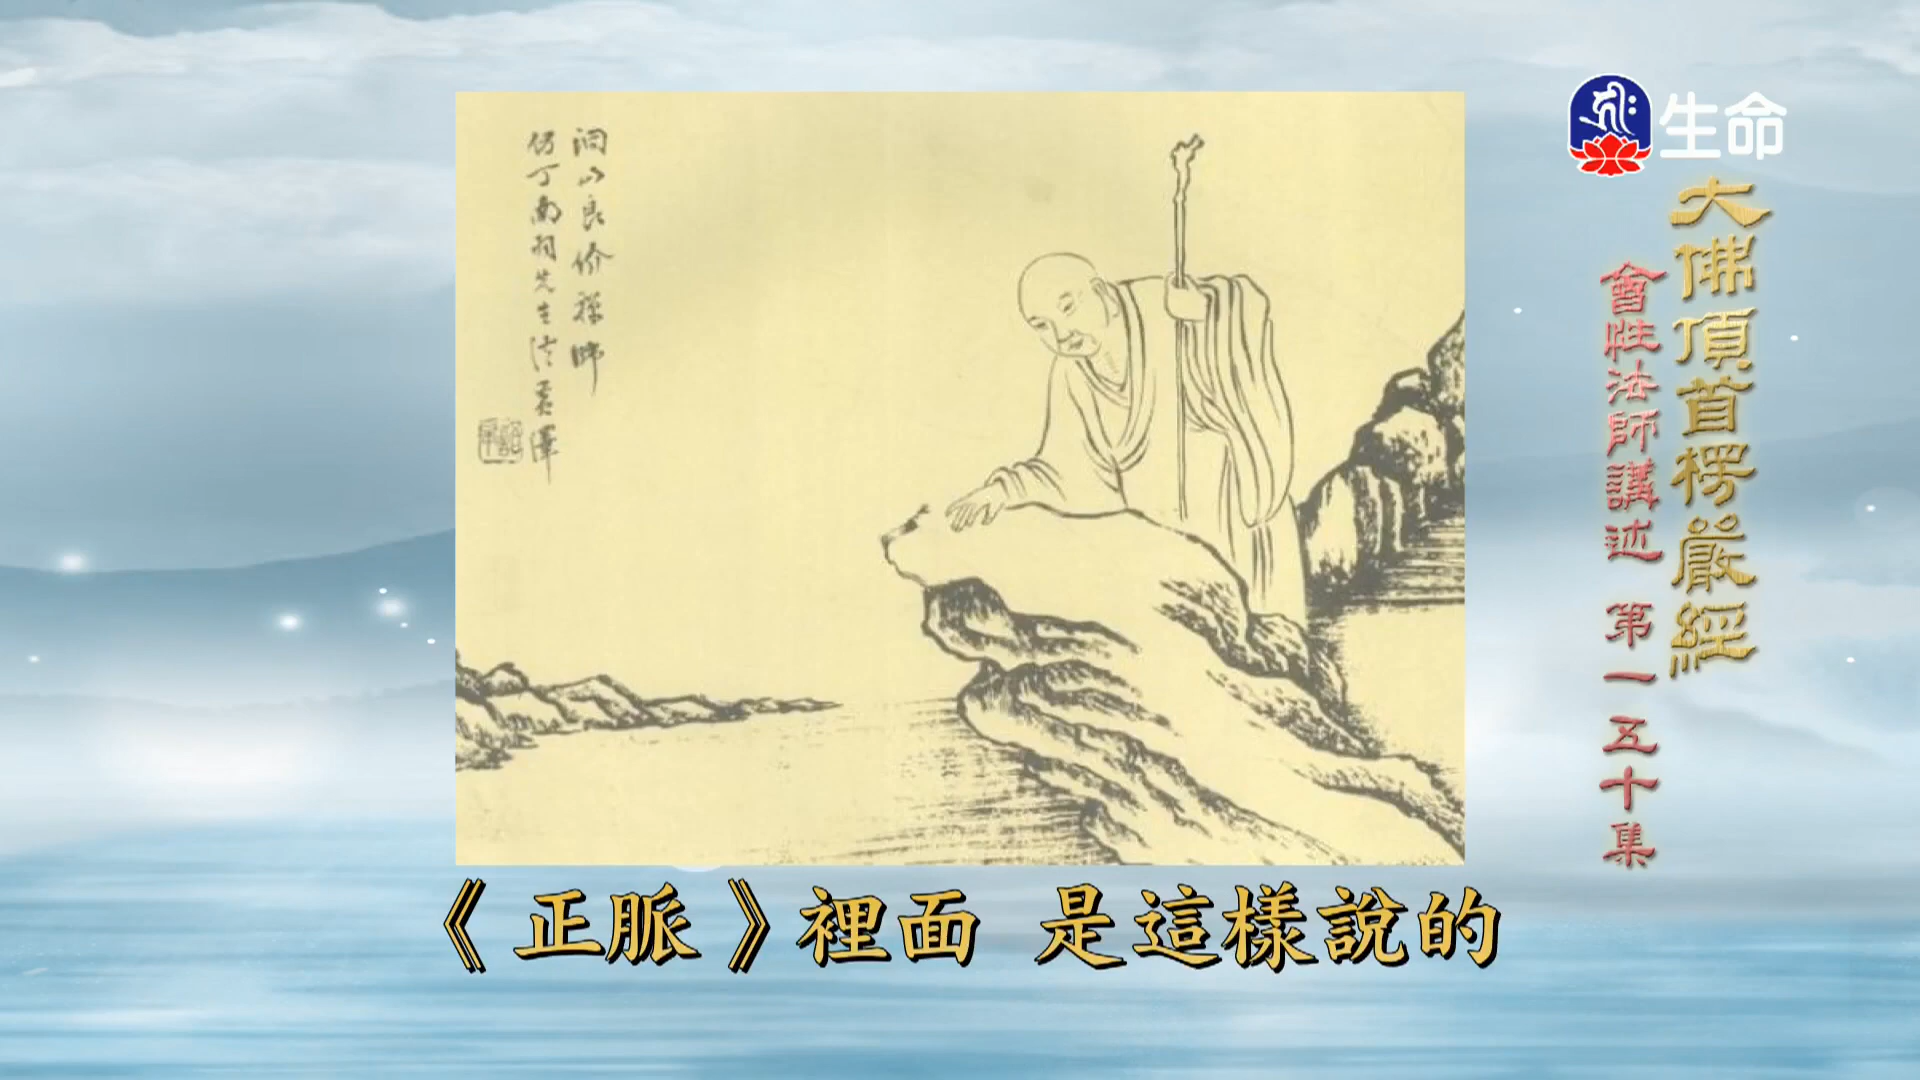 生命
大佛頂首楞嚴經
會性法師講述 第一五十集
洞山良价禪師
仿丁南羽先生法
《正脈》裡面 是這樣說的